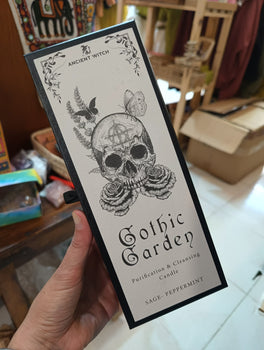 ANCIENT WITCH
Gothic
Garden
Purification & Cleansing
Candle
SAGE- PEPPERMINT